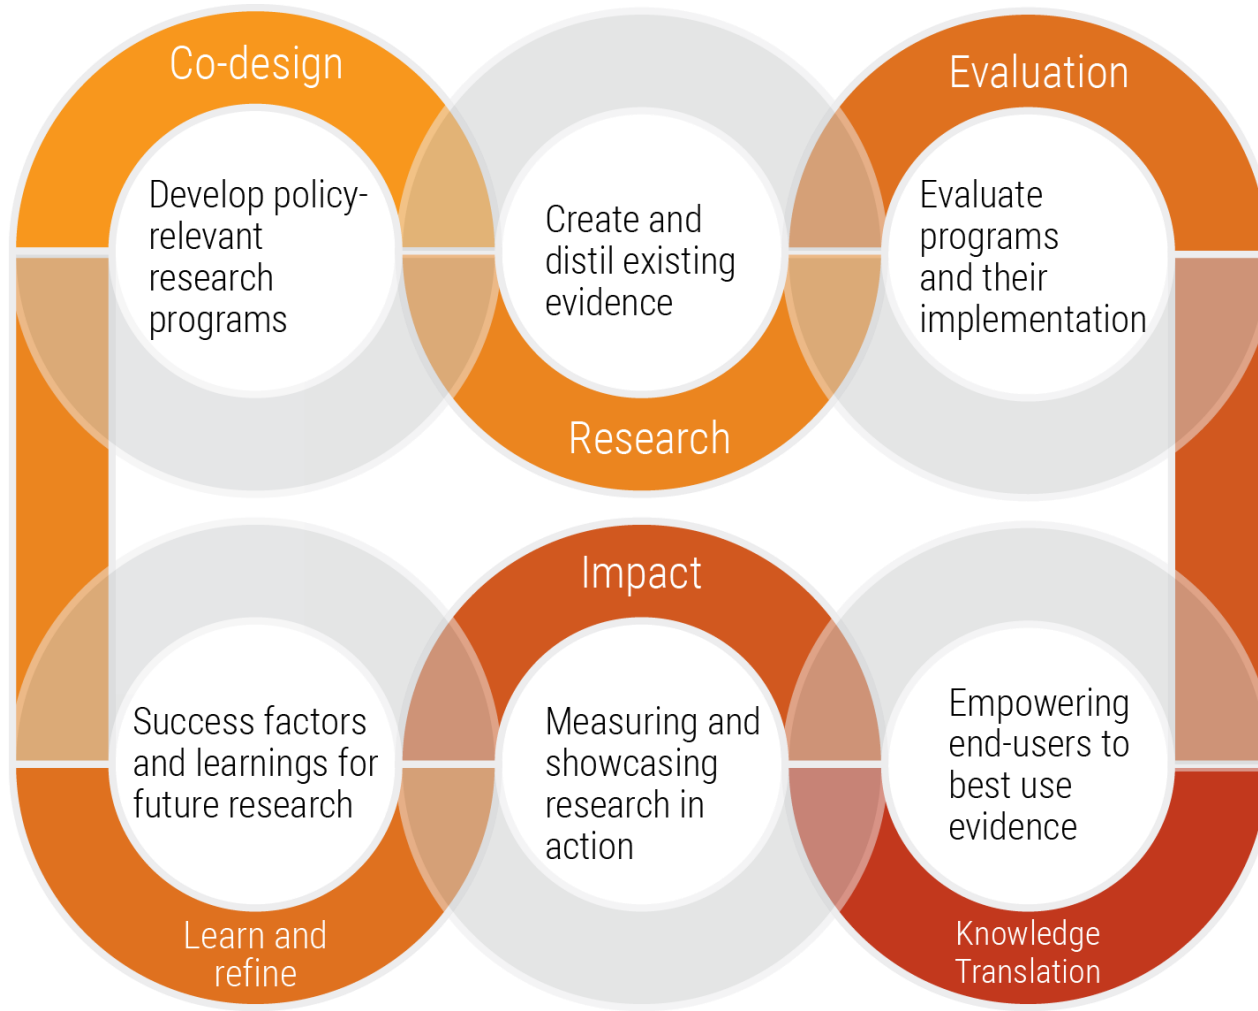 Co-design
Develop policy-
relevant
research
programs
Create and
distil existing
evidence
Research
Evaluation
Evaluate
programs
and their
implementation
Empowering
end-users to
best use
evidence
Knowledge
Translation
Impact
Measuring and
showcasing
research in
action
Success factors
and learnings for
future research
Learn and
refine